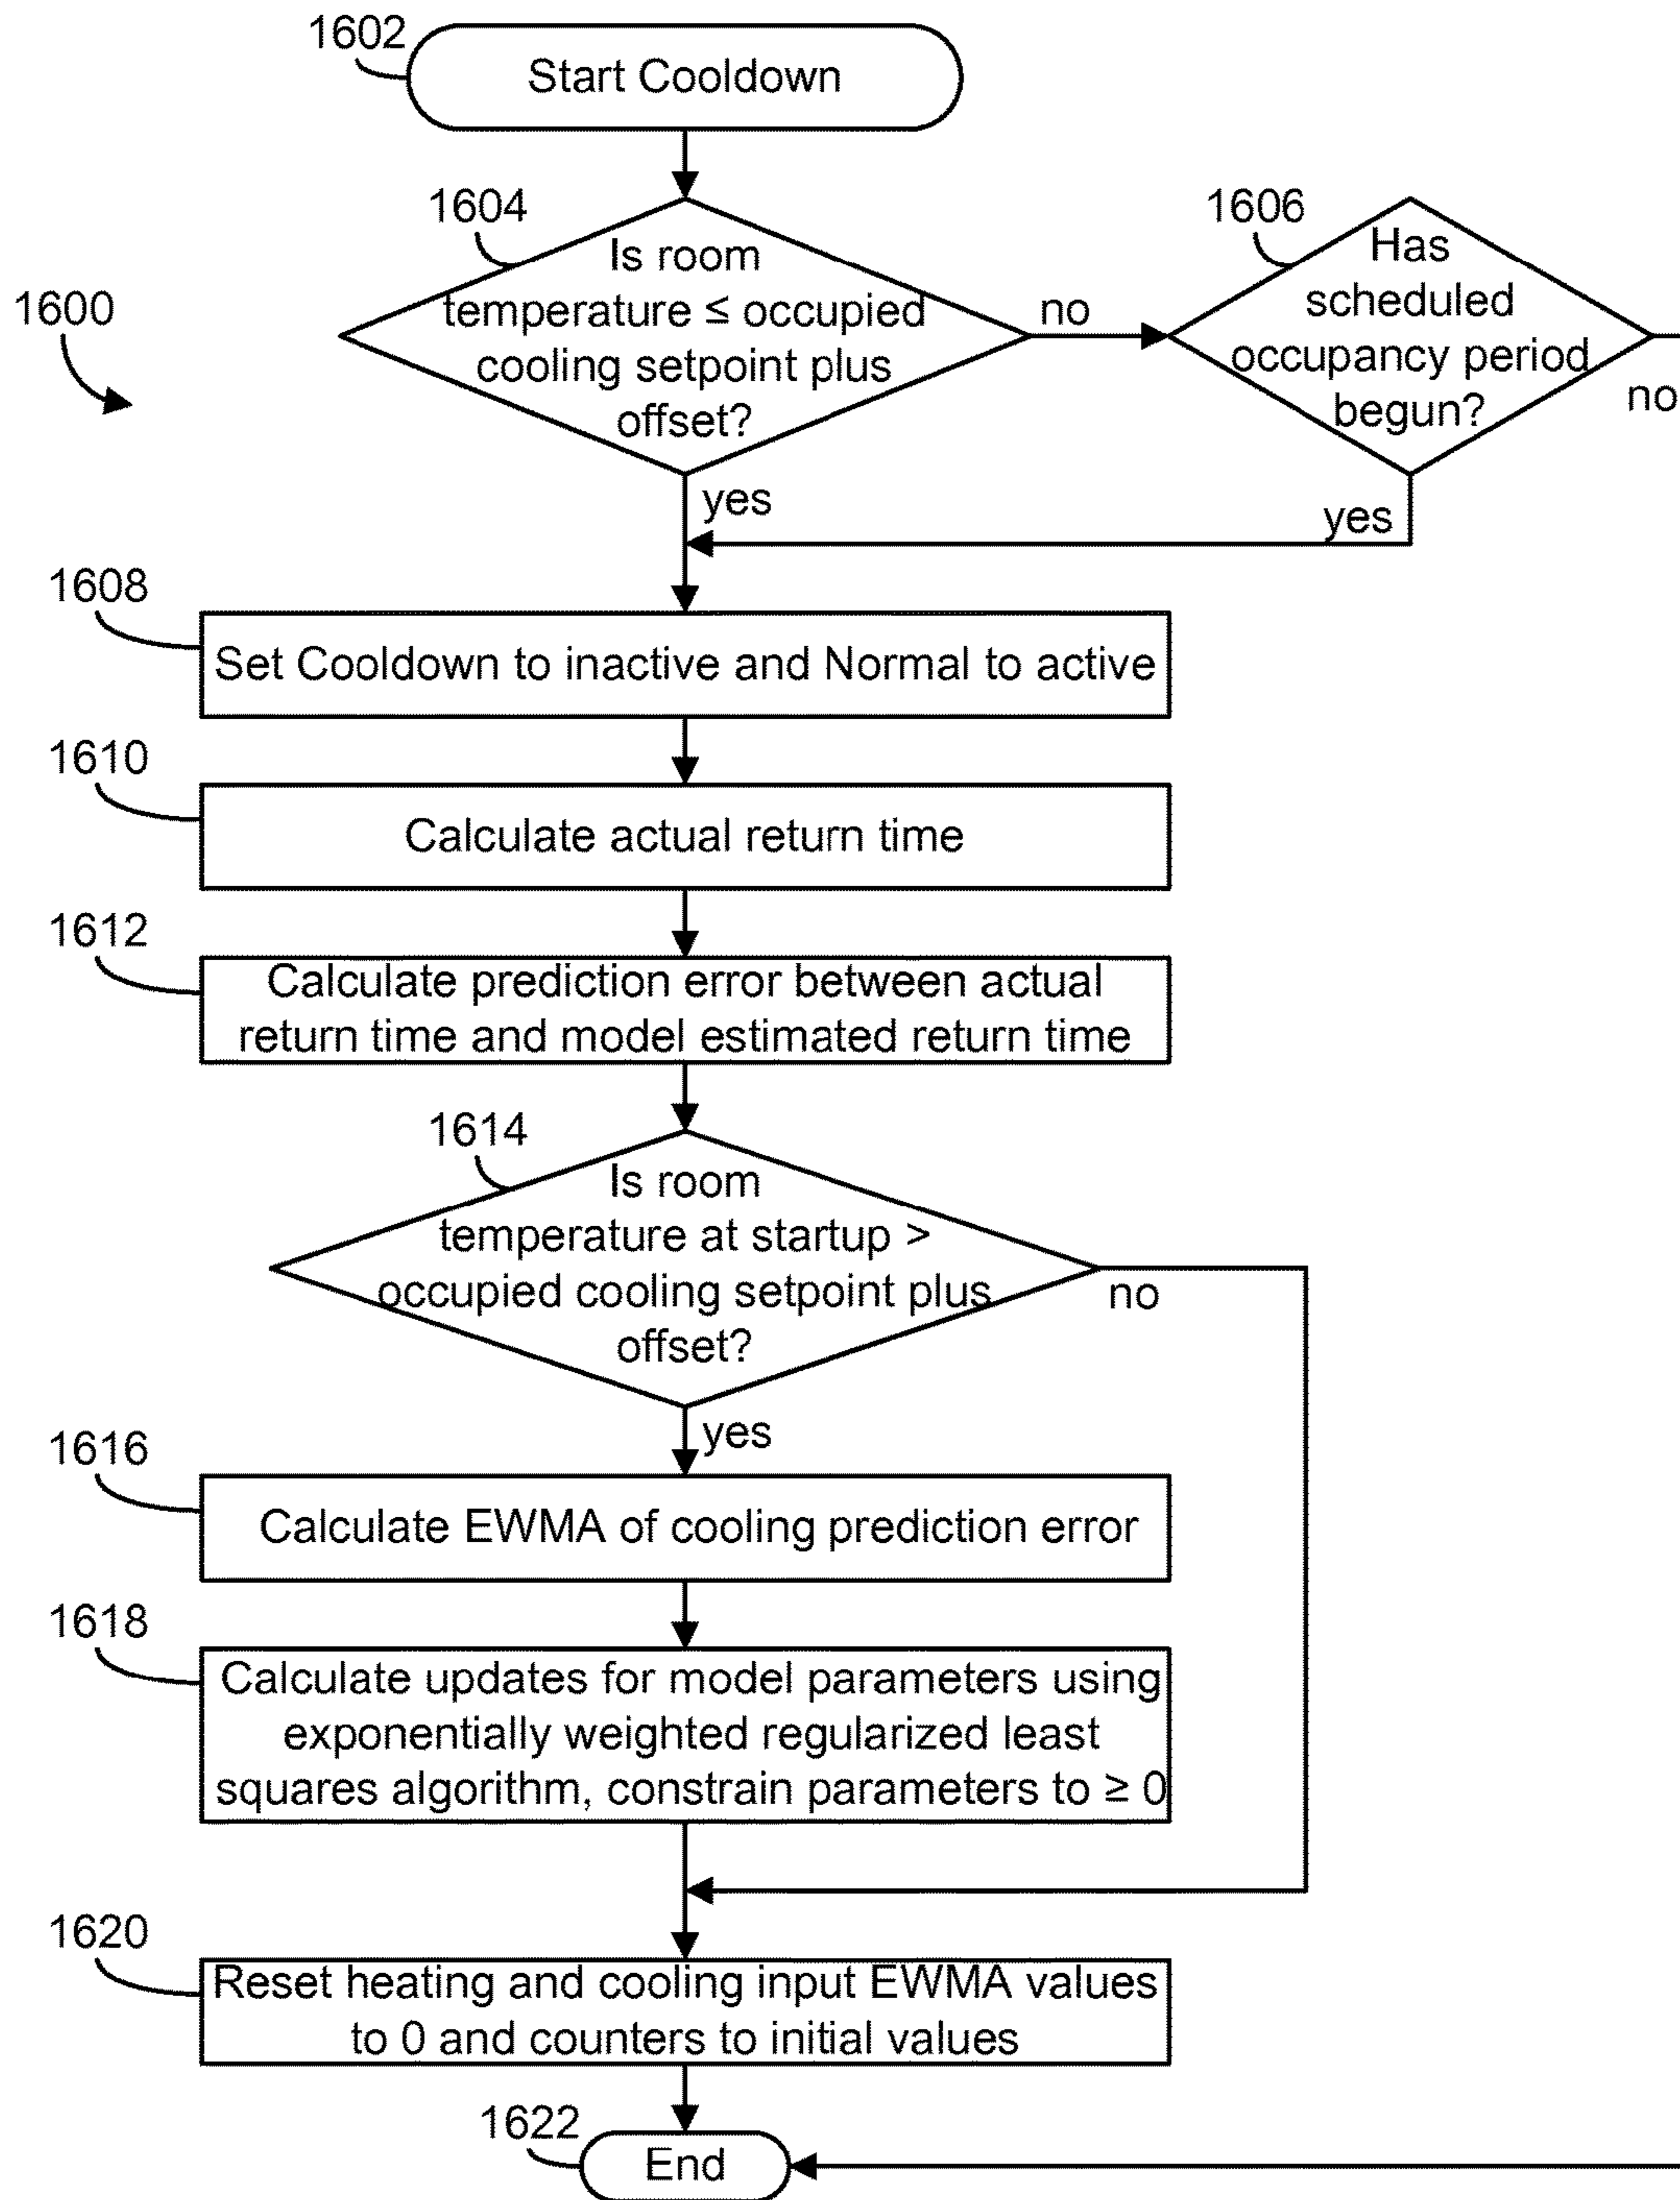 1602
Start Cooldown
1604
1606
Is room
temperature ≤ occupied
cooling setpoint plus
offset?
no
Has
scheduled
occupancy period
begun?
no
1600
yes
yes
1608
Set Cooldown to inactive and Normal to active
1610
Calculate actual return time
1612
Calculate prediction error between actual
return time and model estimated return time
1614
Is room
temperature at startup >
occupied cooling setpoint plus
offset?
no
yes
1616
Calculate EWMA of cooling prediction error
1618
Calculate updates for model parameters using
exponentially weighted regularized least
squares algorithm, constrain parameters to ≥ 0
1620
Reset heating and cooling input EWMA values
to 0 and counters to initial values
1622
End